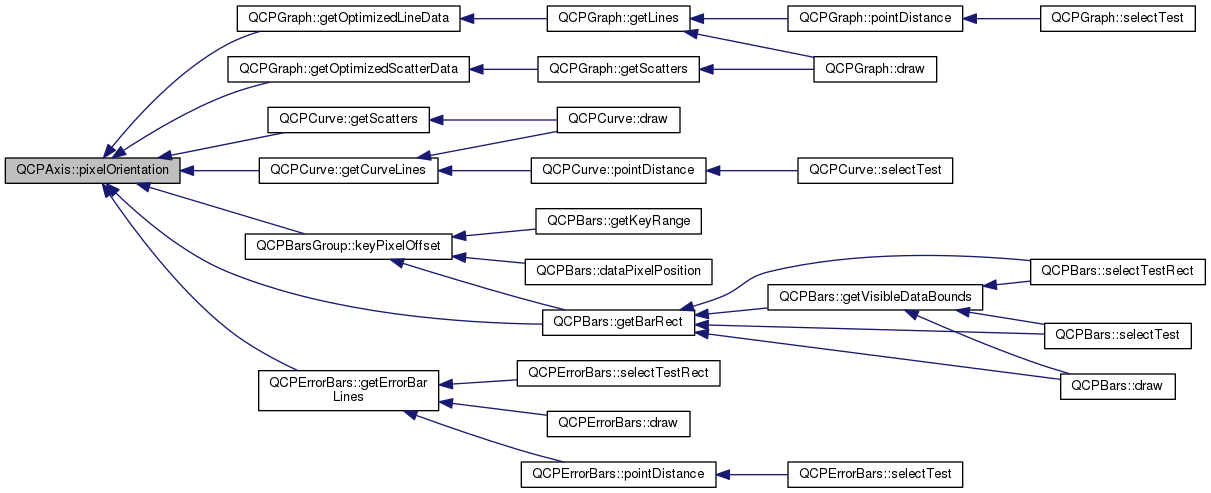 QCPGraph::getOptimizedLineData
QCPGraph::getLines
QCPGraph::pointDistance
QCPGraph::selectTest
QCPGraph::getOptimizedScatterData
QCPGraph::getScatters
QCPGraph::draw
QCPCurve::getScatters
QCPCurve::draw
QCPAxis::pixelOrientation
QCPCurve::getCurveLines
QCPCurve::pointDistance
QCPCurve::selectTest
QCPBars::getKeyRange
QCPBarsGroup::keyPixelOffset
QCPBars::dataPixelPosition
QCPBars::selectTestRect
QCPBars::getVisibleDataBounds
QCPBars::getBarRect
QCPBars::selectTest
QCPErrorBars::getErrorBar
Lines
QCPErrorBars::selectTestRect
QCPBars::draw
QCPErrorBars::draw
QCPErrorBars::pointDistance
QCPErrorBars::selectTest